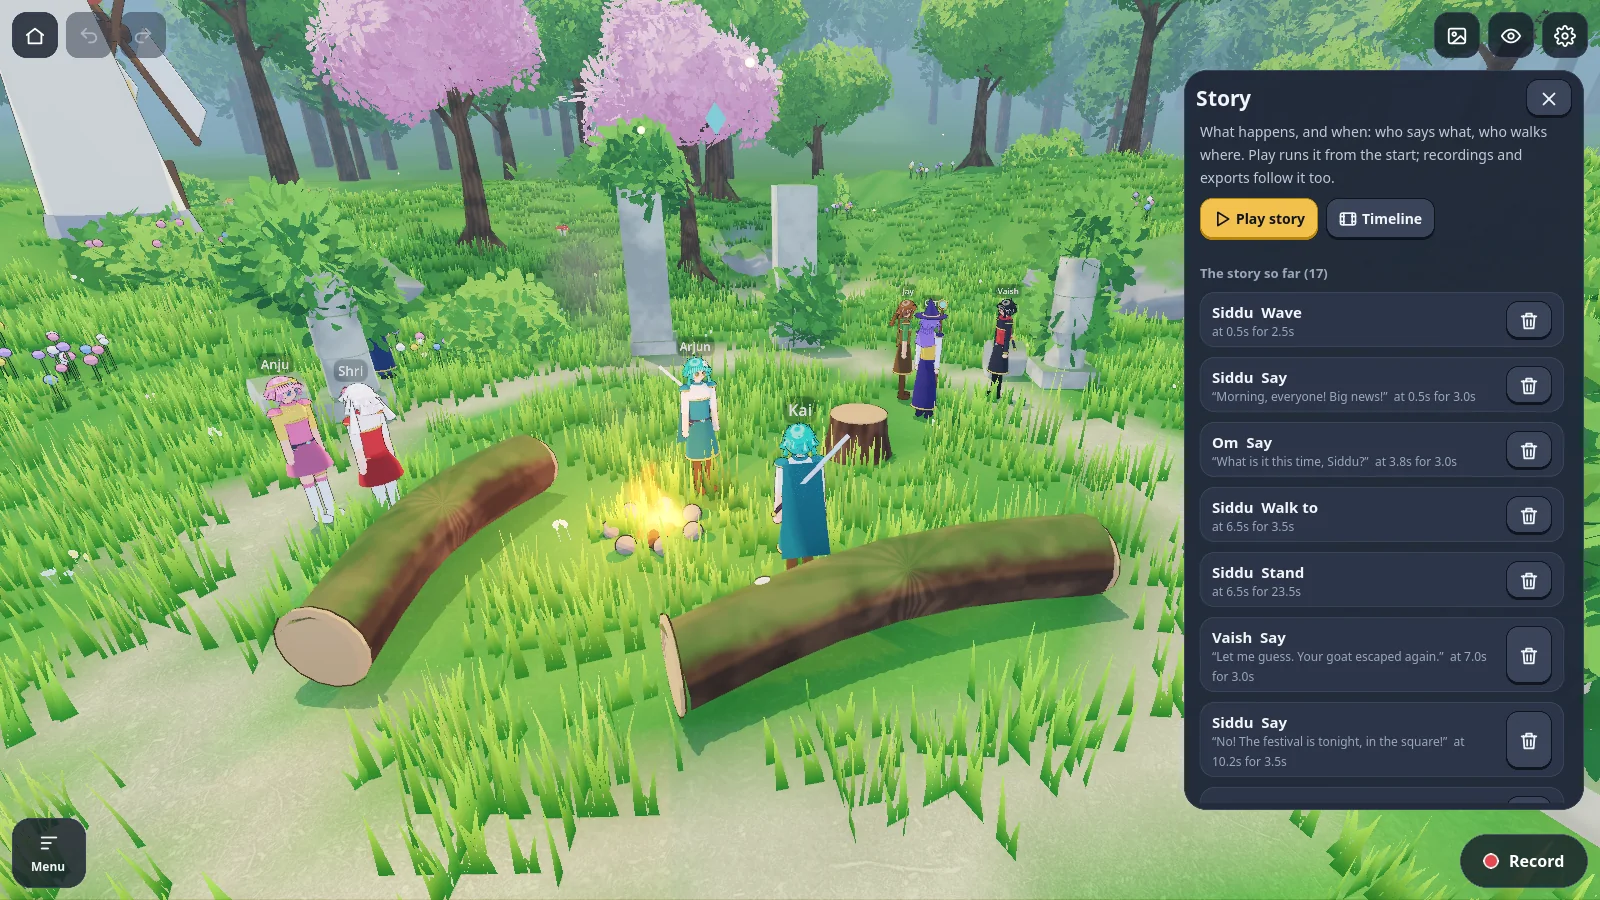 Story
What happens, and when: who says what, who walks
where. Play runs it from the start; recordings and
exports follow it too.
Play story
Timeline
The story so far (17)
Siddu Wave
at 0.5s for 2.5s
Siddu Say
“Morning, everyone! Big news!” at 0.5s for 3.0s
Om Say
“What is it this time, Siddu?” at 3.8s for 3.0s
Siddu Walk to
at 6.5s for 3.5s
Siddu Stand
at 6.5s for 23.5s
Vaish Say
“Let me guess. Your goat escaped again.” at 7.0s
for 3.0s
Siddu Say
“No! The festival is tonight, in the square!” at
10.2s for 3.5s
Jay
Vaish
Arjun
Anju
Shri
Kai
Menu
Record